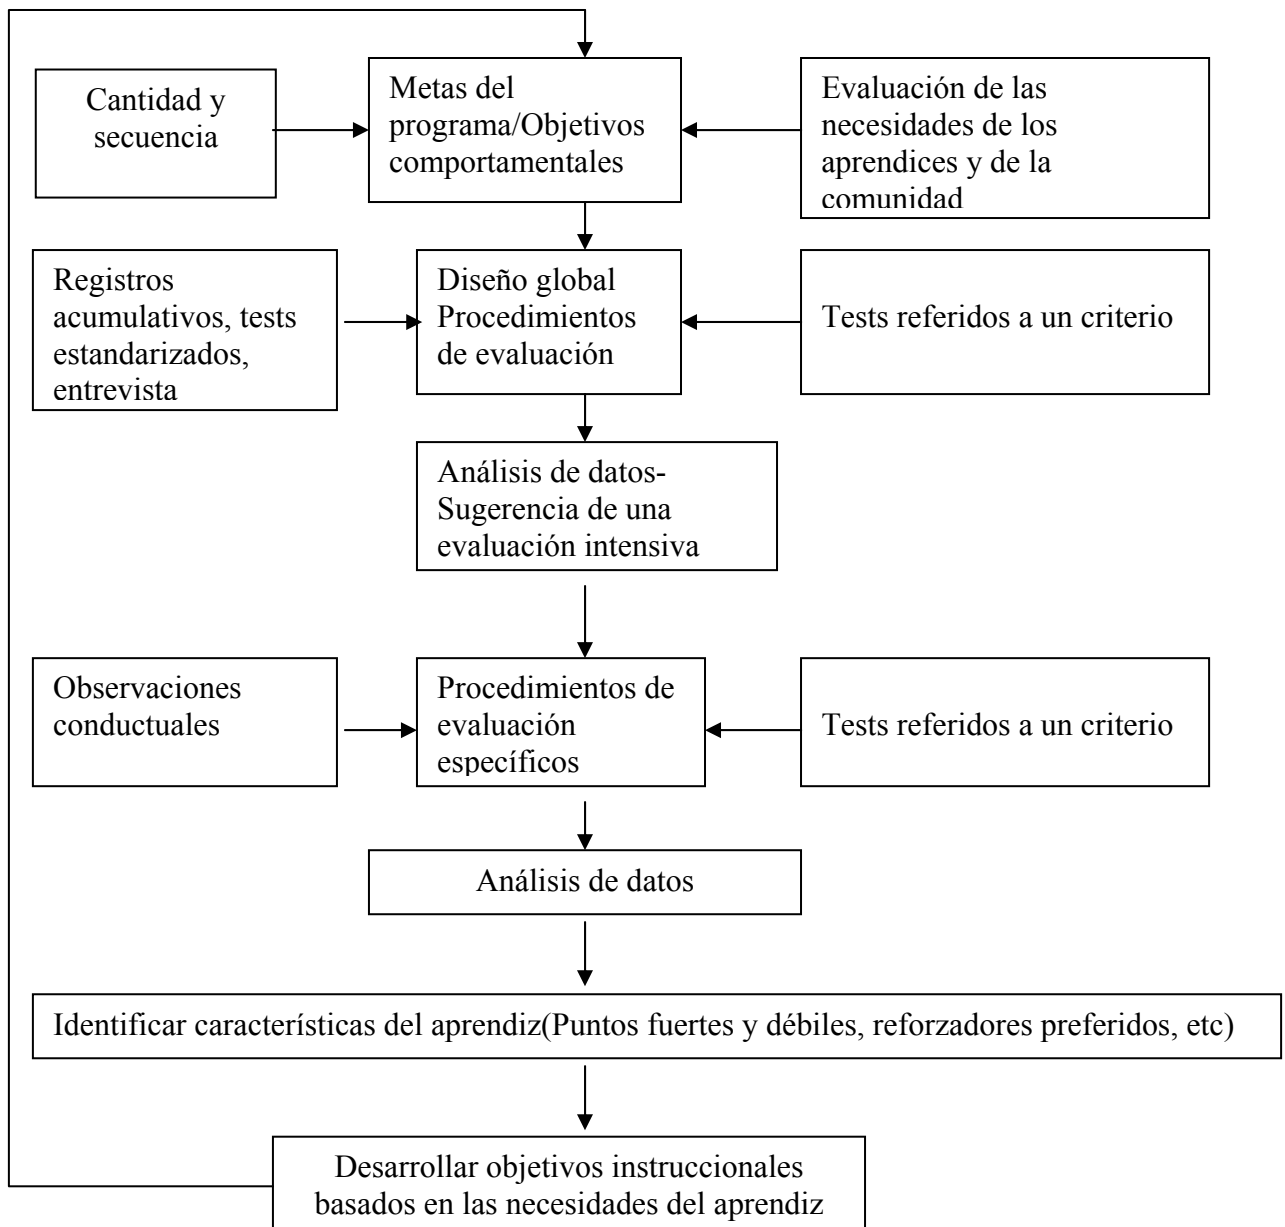 Cantidad y
secuencia
Metas del
programa/Objetivos
comportamentales
Evaluación de las
necesidades de los
aprendices y de la
comunidad
Registros
acumulativos, tests
estandarizados,
entrevista
Diseño global
Procedimientos
de evaluación
Tests referidos a un criterio
Análisis de datos-
Sugerencia de una
evaluación intensiva
Observaciones
conductuales
Procedimientos de
evaluación
específicos
Tests referidos a un criterio
Análisis de datos
Identificar características del aprendiz(Puntos fuertes y débiles, reforzadores preferidos, etc)
Desarrollar objetivos instruccionales
basados en las necesidades del aprendiz